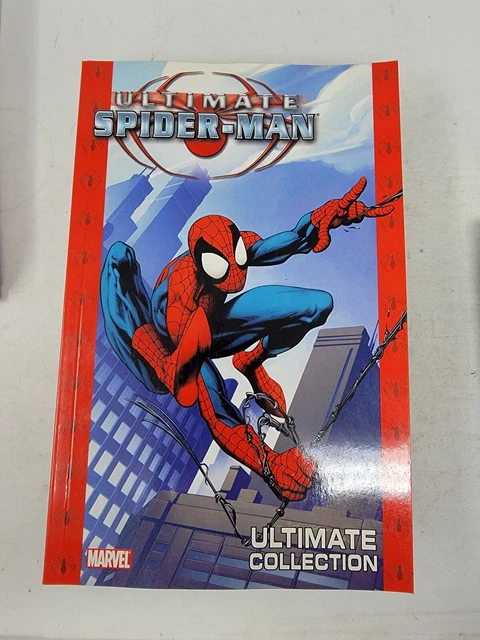 ULTIMATE
SPIDER-MAN
MARVEL
ULTIMATE
COLLECTION